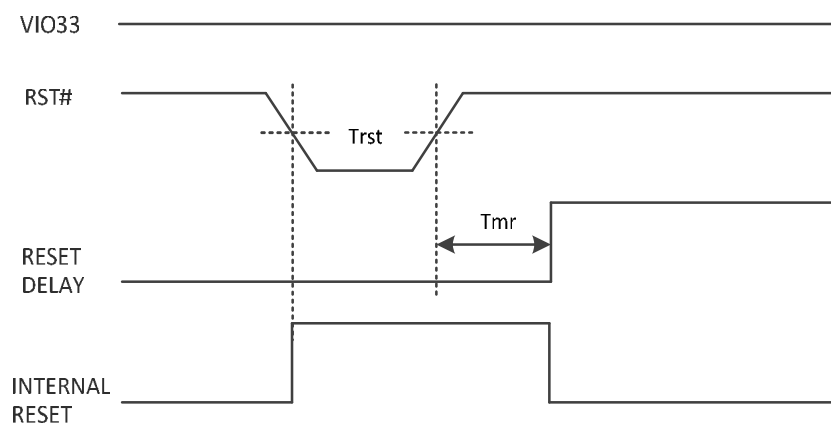 VIO33
RST#
Trst
Tmr
RESET
DELAY
INTERNAL
RESET